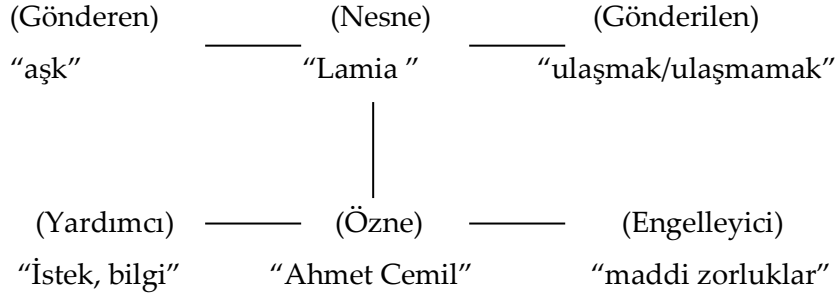 (Gönderen) (Nesne) (Gönderilen)
“aşk” “Lamia ” “ulaşmak/ulaşmamak”
(Yardımcı) (Özne) (Engelleyici)
“İstek, bilgi” “Ahmet Cemil” “maddi zorluklar”